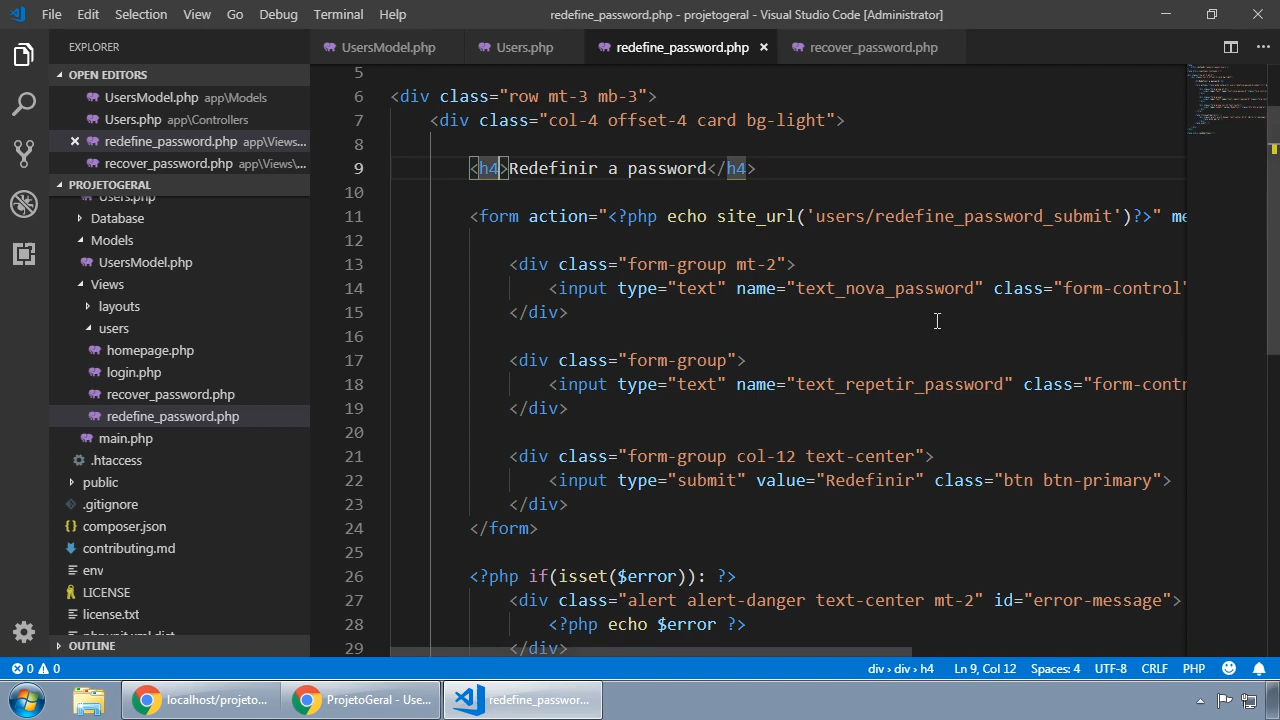 File Edit Selection View Go Debug Terminal Help redefine_password.php - projetogeral - Visual Studio Code [Administrator]
EXPLORER
UsersModel.php Users.php redefine_password.php × recover_password.php
OPEN EDITORS
UsersModel.php app\Models
Users.php app\Controllers
× redefine_password.php app\Views...
recover_password.php app\Views\...
PROJETOGERAL
Users.php
Database
Models
UsersModel.php
Views
layouts
users
homepage.php
login.php
recover_password.php
redefine_password.php
main.php
.htaccess
public
.gitignore
composer.json
contributing.md
env
LICENSE
license.txt
phpunit.xml.dist
OUTLINE
5
6 <div class="row mt-3 mb-3">
7 <div class="col-4 offset-4 card bg-light">
8
9 <h4>Redefinir a password</h4>
10
11 <form action="<?php echo site_url('users/redefine_password_submit')?>" me
12
13 <div class="form-group mt-2">
14 <input type="text" name="text_nova_password" class="form-control"
15 </div>
16
17 <div class="form-group">
18 <input type="text" name="text_repetir_password" class="form-contr
19 </div>
20
21 <div class="form-group col-12 text-center">
22 <input type="submit" value="Redefinir" class="btn btn-primary">
23 </div>
24 </form>
25
26 <?php if(isset($error)): ?>
27 <div class="alert alert-danger text-center mt-2" id="error-message">
28 <?php echo $error ?>
29 </div>
0 0 div › div › h4 Ln 9, Col 12 Spaces: 4 UTF-8 CRLF PHP
localhost/projeto... ProjetoGeral - Use... redefine_passwor...